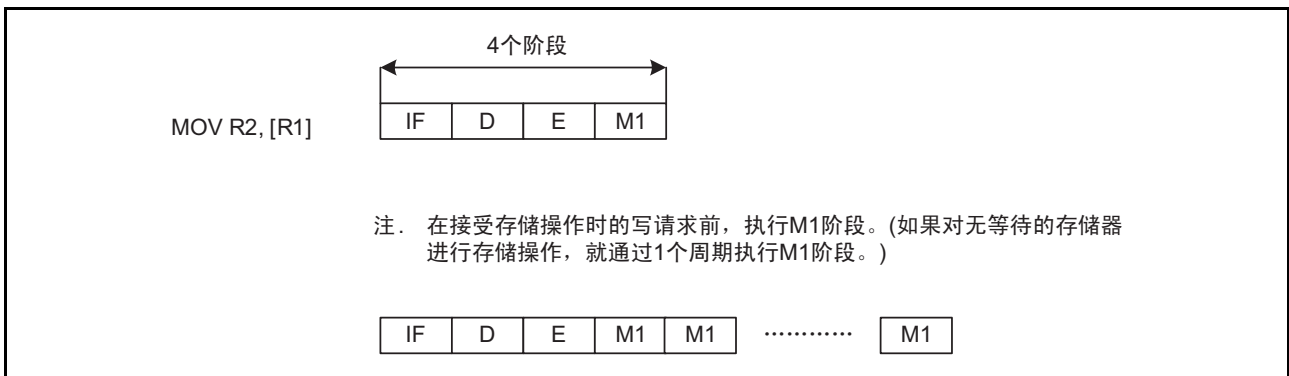 4个阶段
MOV R2, [R1] IF D E M1
注. 在接受存储操作时的写请求前，执行M1阶段。(如果对无等待的存储器
进行存储操作，就通过1个周期执行M1阶段。)
IF D E M1 M1 ………… M1